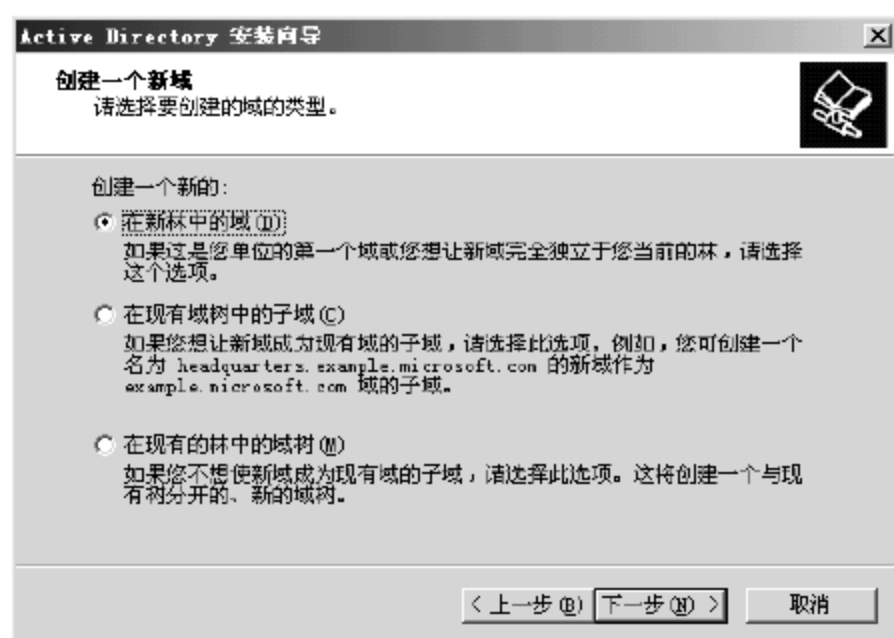 Active Directory 安装向导
创建一个新域
请选择要创建的域的类型。
创建一个新的:
在新林中的域(D)
如果这是您单位的第一个域或您想让新域完全独立于您当前的林，请选择
这个选项。
在现有域树中的子域(C)
如果您想让新域成为现有域的子域，请选择此选项。例如，您可创建一个
名为 headquarters.example.microsoft.com 的新域作为
example.microsoft.com 域的子域。
在现有的林中的域树(M)
如果您不想使新域成为现有域的子域，请选择此选项。这将创建一个与现
有树分开的、新的域树。
< 上一步(B) 下一步(N) > 取消